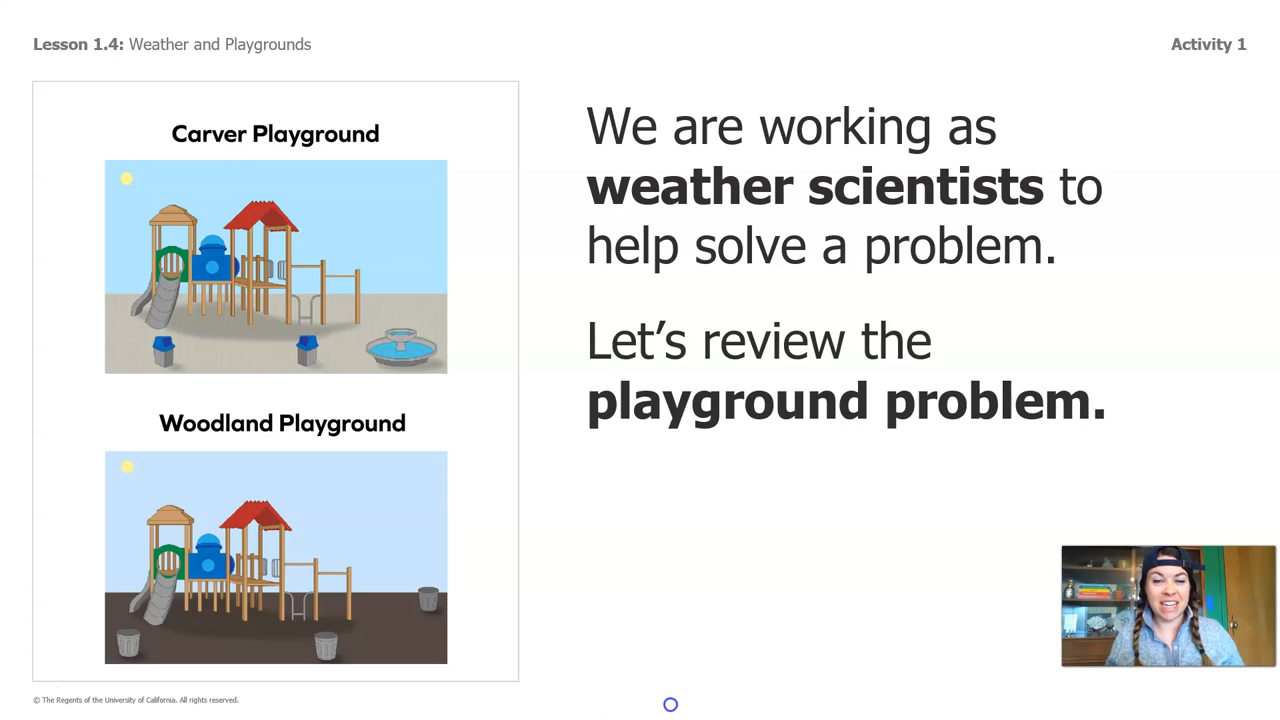 Lesson 1.4: Weather and Playgrounds
Activity 1
Carver Playground
Woodland Playground
We are working as
weather scientists to
help solve a problem.
Let's review the
playground problem.
© The Regents of the University of California. All rights reserved.